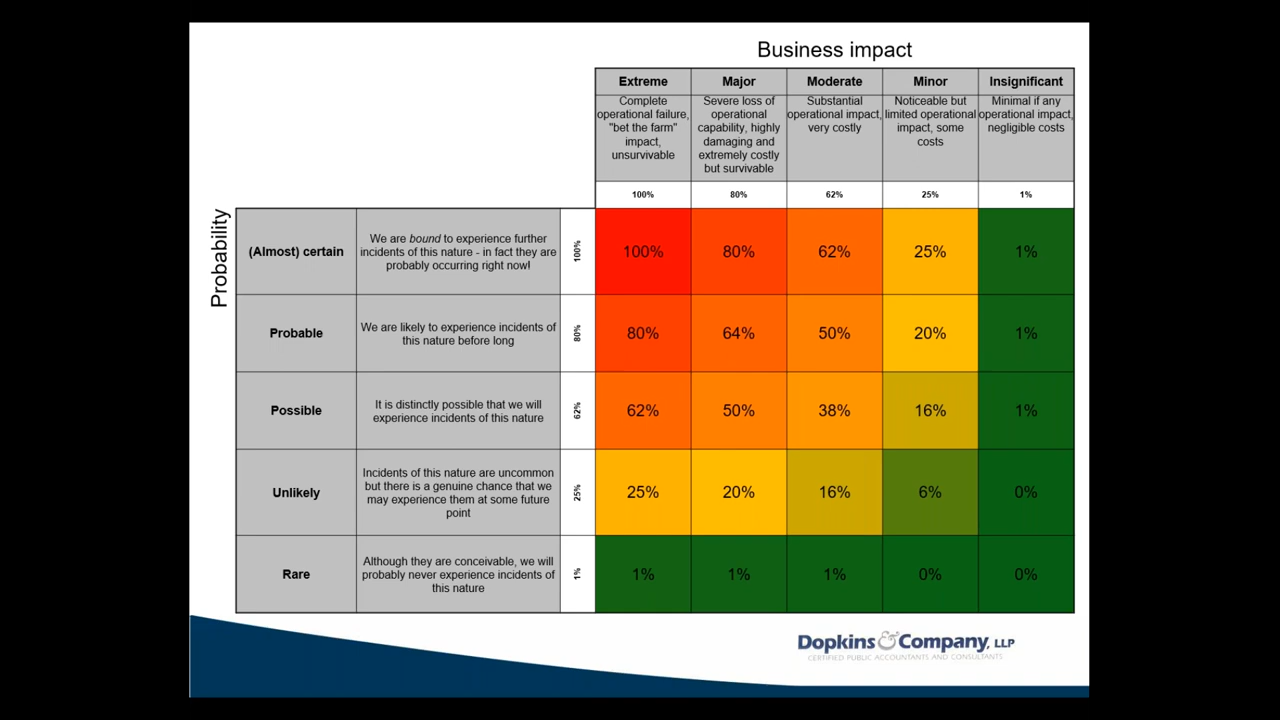 Business impact
Extreme
Major
Moderate
Minor
Insignificant
Complete
operational failure,
"bet the farm"
impact,
unsurvivable
Severe loss of
operational
capability, highly
damaging and
extremely costly
but survivable
Substantial
operational impact,
very costly
Noticeable but
limited operational
impact, some
costs
Minimal if any
operational impact,
negligible costs
100%
80%
62%
25%
1%
Probability
(Almost) certain
We are bound to experience further
incidents of this nature - in fact they are
probably occurring right now!
100%
100%
80%
62%
25%
1%
Probable
We are likely to experience incidents of
this nature before long
80%
80%
64%
50%
20%
1%
Possible
It is distinctly possible that we will
experience incidents of this nature
62%
62%
50%
38%
16%
1%
Unlikely
Incidents of this nature are uncommon
but there is a genuine chance that we
may experience them at some future
point
25%
25%
20%
16%
6%
0%
Rare
Although they are conceivable, we will
probably never experience incidents of
this nature
1%
1%
1%
1%
0%
0%
Dopkins & Company, LLP
CERTIFIED PUBLIC ACCOUNTANTS AND CONSULTANTS